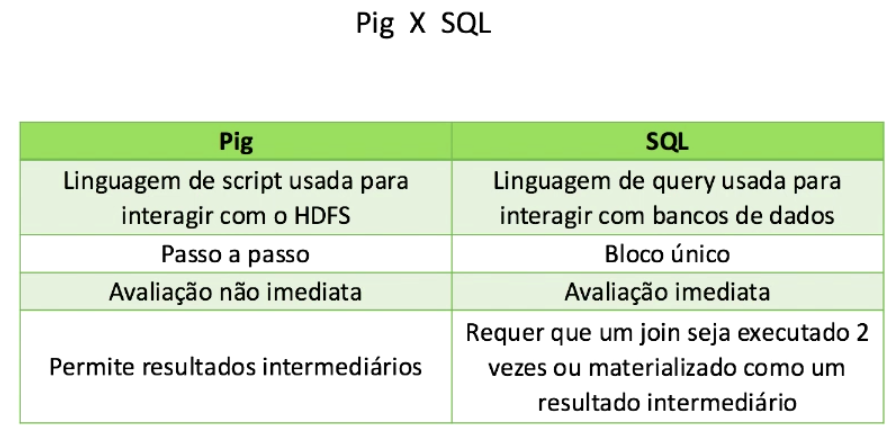 Pig X SQL
Pig
SQL
Linguagem de script usada para
interagir com o HDFS
Linguagem de query usada para
interagir com bancos de dados
Passo a passo
Bloco único
Avaliação não imediata
Avaliação imediata
Permite resultados intermediários
Requer que um join seja executado 2
vezes ou materializado como um
resultado intermediário